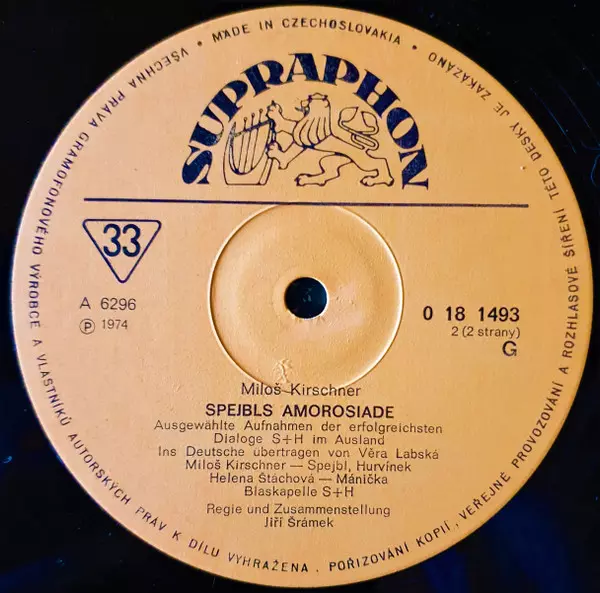 VŠECHNA PRÁVA GRAMOFONOVÉHO VÝROBCE A VLASTNÍKŮ AUTORSKÝCH PRÁV K DÍLU VYHRAŽENA . POŘIZOVÁNÍ KOPIÍ, VEŘEJNÉ PROVOZOVÁNÍ A ROZHLASOVÉ ŠÍŘENÍ TÉTO DESKY JE ZAKÁZÁNO
• MADE IN CZECHOSLOVAKIA •
SUPRAPHON
33
A 6296
Ⓟ 1974
0 18 1493
2 (2 strany)
G
Miloš Kirschner
SPEJBLS AMOROSIADE
Ausgewählte Aufnahmen der erfolgreichsten
Dialoge S+H im Ausland
Ins Deutsche übertragen von Věra Labská
Miloš Kirschner — Spejbl, Hurvínek
Helena Štáchová — Mánička
Blaskapelle S+H
Regie und Zusammenstellung
Jiří Šrámek